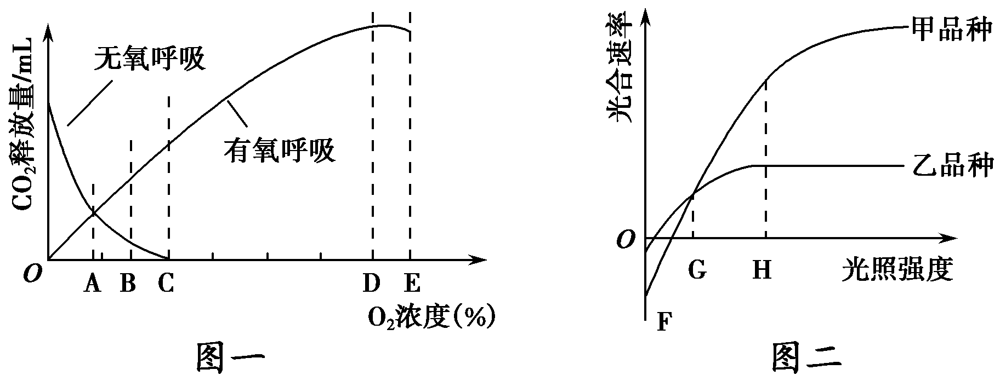 CO₂释放量/mL
无氧呼吸
有氧呼吸
O
A B C D E
O₂浓度(%)
图一
光合速率
甲品种
乙品种
O
G H
光照强度
F
图二